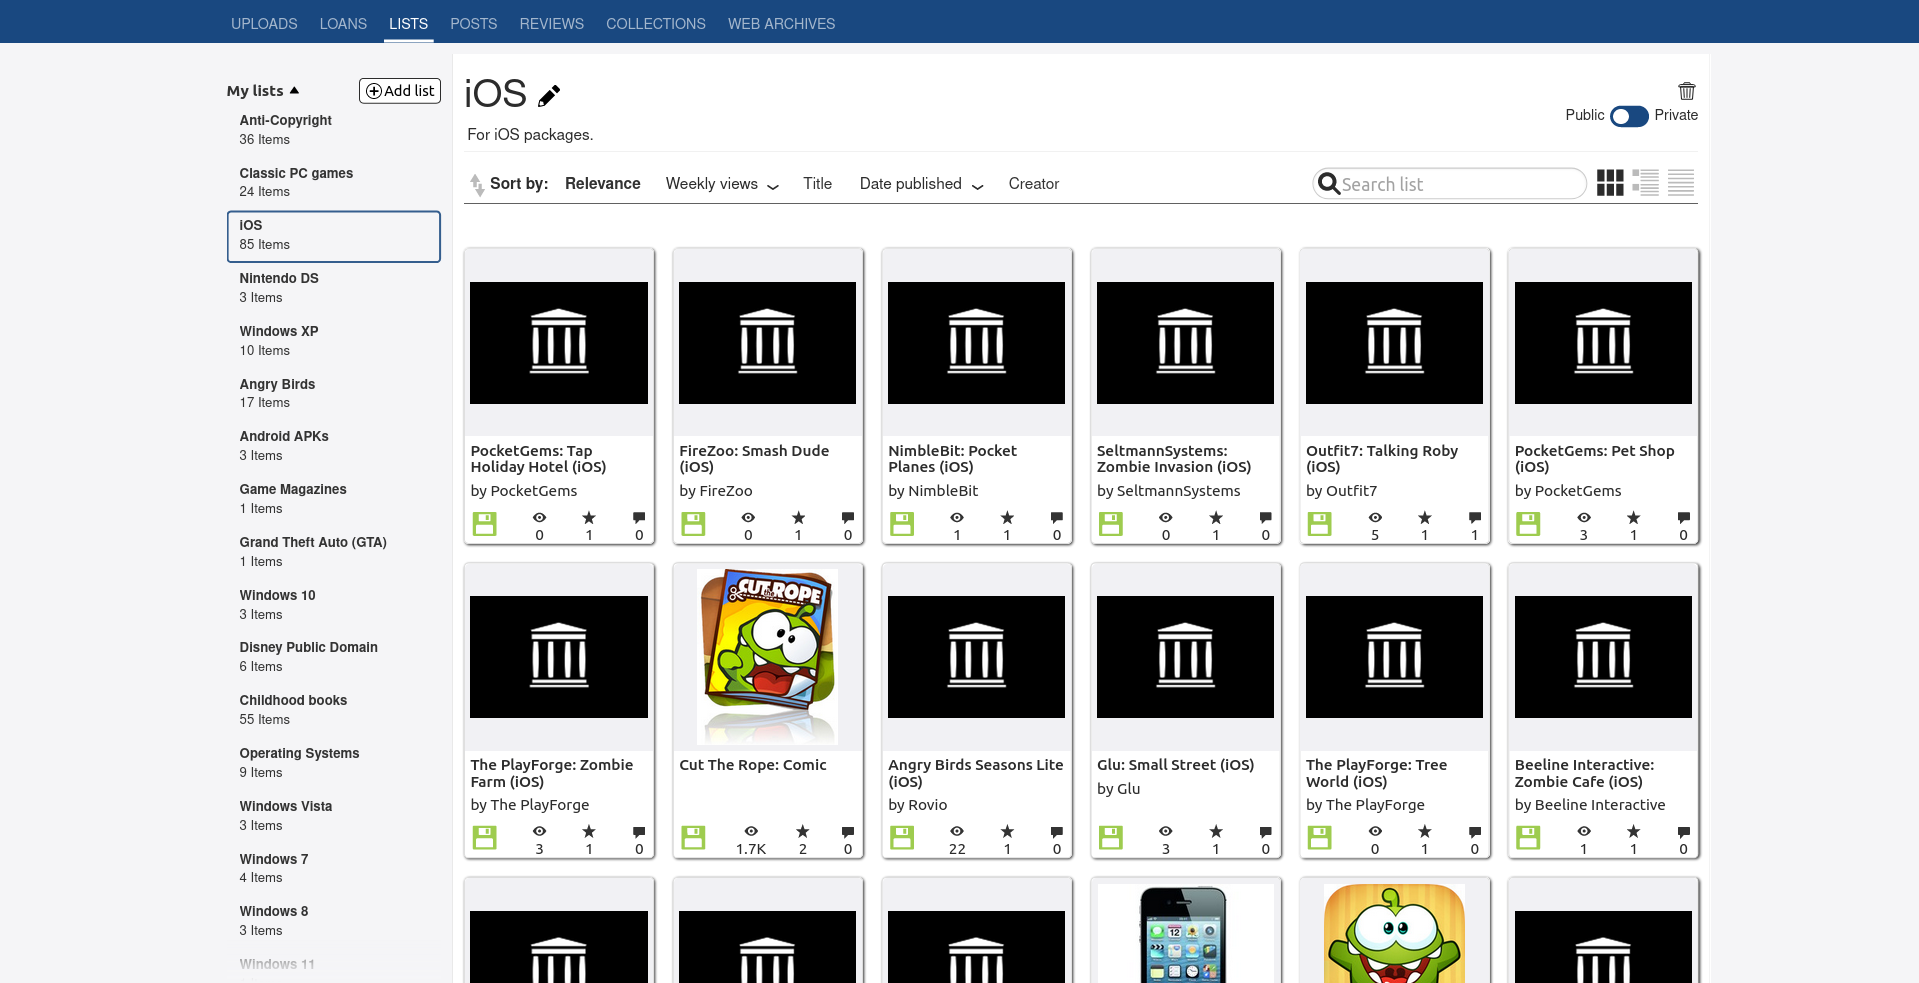 UPLOADS LOANS LISTS POSTS REVIEWS COLLECTIONS WEB ARCHIVES
My lists
Add list
Anti-Copyright
36 Items
Classic PC games
24 Items
iOS
85 Items
Nintendo DS
3 Items
Windows XP
10 Items
Angry Birds
17 Items
Android APKs
3 Items
Game Magazines
1 Items
Grand Theft Auto (GTA)
1 Items
Windows 10
3 Items
Disney Public Domain
6 Items
Childhood books
55 Items
Operating Systems
9 Items
Windows Vista
3 Items
Windows 7
4 Items
Windows 8
3 Items
Windows 11
iOS
For iOS packages.
Public Private
Sort by: Relevance Weekly views Title Date published Creator
Search list
PocketGems: Tap
Holiday Hotel (iOS)
by PocketGems
0 1 0
FireZoo: Smash Dude
(iOS)
by FireZoo
0 1 0
NimbleBit: Pocket
Planes (iOS)
by NimbleBit
1 1 0
SeltmannSystems:
Zombie Invasion (iOS)
by SeltmannSystems
0 1 0
Outfit7: Talking Roby
(iOS)
by Outfit7
5 1 1
PocketGems: Pet Shop
(iOS)
by PocketGems
3 1 0
The PlayForge: Zombie
Farm (iOS)
by The PlayForge
3 1 0
CUT the ROPE
Cut The Rope: Comic
1.7K 2 0
Angry Birds Seasons Lite
(iOS)
by Rovio
22 1 0
Glu: Small Street (iOS)
by Glu
3 1 0
The PlayForge: Tree
World (iOS)
by The PlayForge
0 1 0
Beeline Interactive:
Zombie Cafe (iOS)
by Beeline Interactive
1 1 0
12